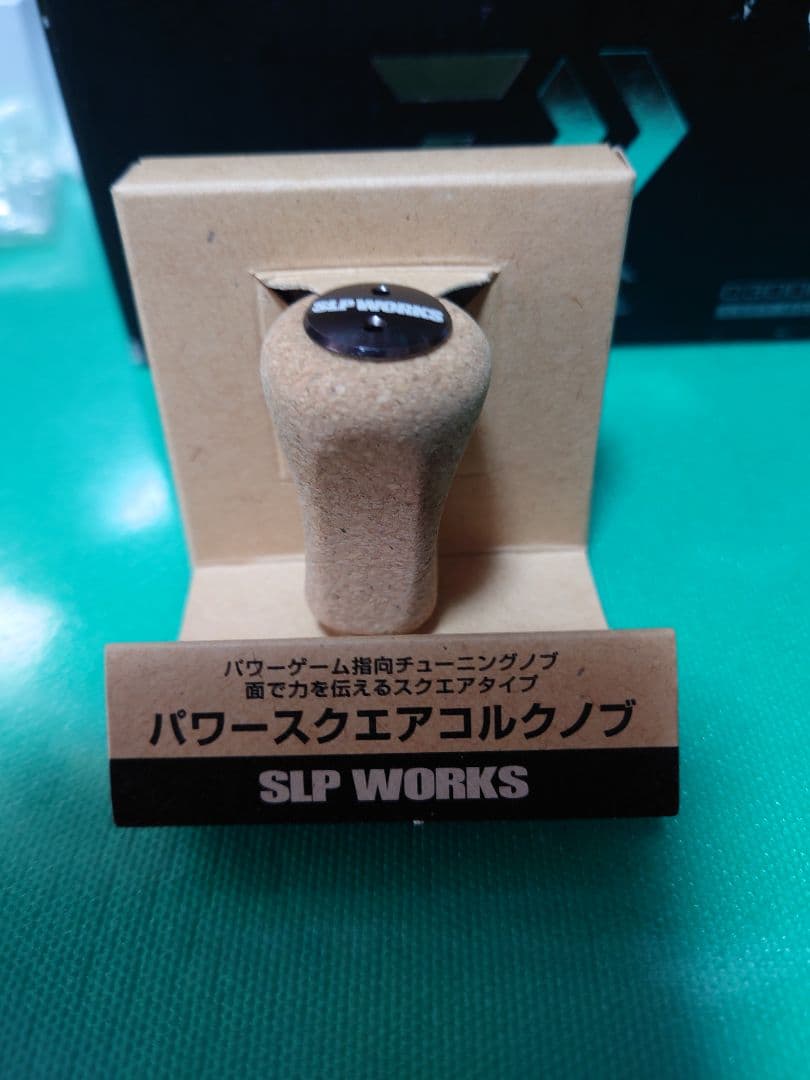 SLP WORKS
パワーゲーム指向チューニングノブ
面で力を伝えるスクエアタイプ
パワースクエアコルクノブ
SLP WORKS